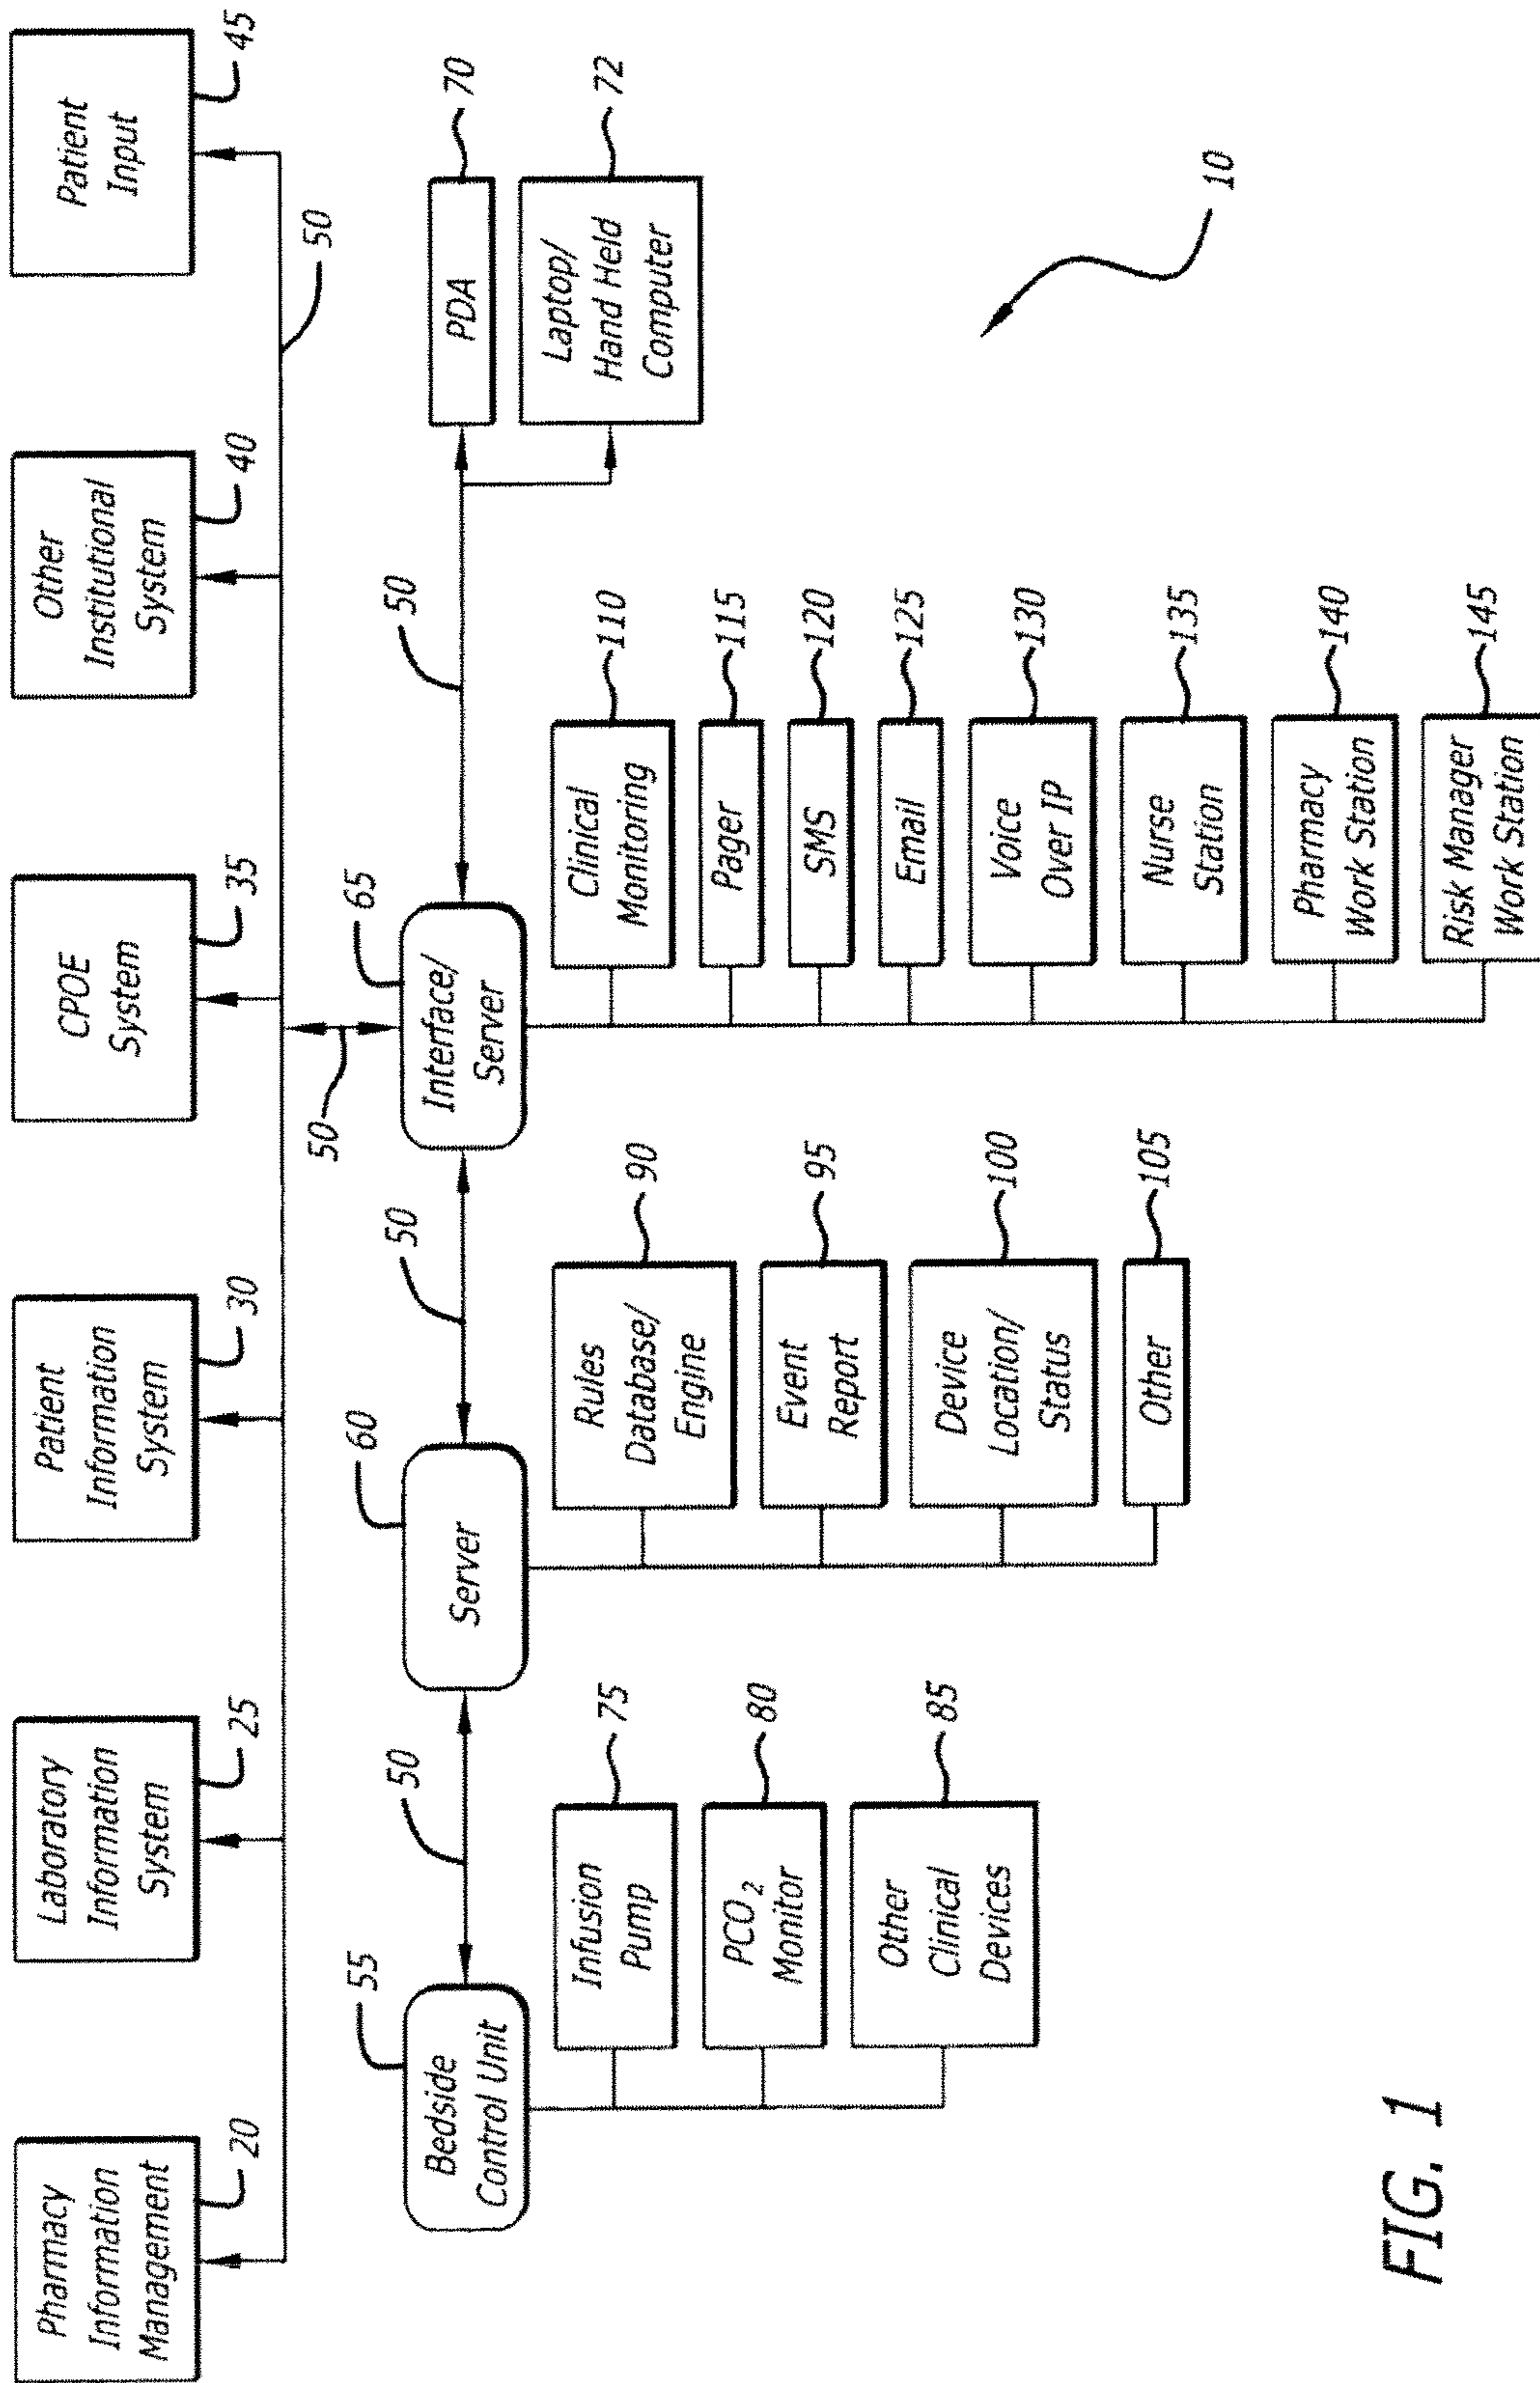 Pharmacy
Information
Management
20
Laboratory
Information
System
25
Patient
Information
System
30
CPOE
System
35
Other
Institutional
System
40
Patient
Input
45
50
50
Bedside
Control Unit
55
50
Server
60
50
Interface/
Server
65
50
PDA
70
Laptop/
Hand Held
Computer
72
Infusion
Pump
75
PCO₂
Monitor
80
Other
Clinical
Devices
85
Rules
Database/
Engine
90
Event
Report
95
Device
Location/
Status
100
Other
105
Clinical
Monitoring
110
Pager
115
SMS
120
Email
125
Voice
Over IP
130
Nurse
Station
135
Pharmacy
Work Station
140
Risk Manager
Work Station
145
10
FIG. 1